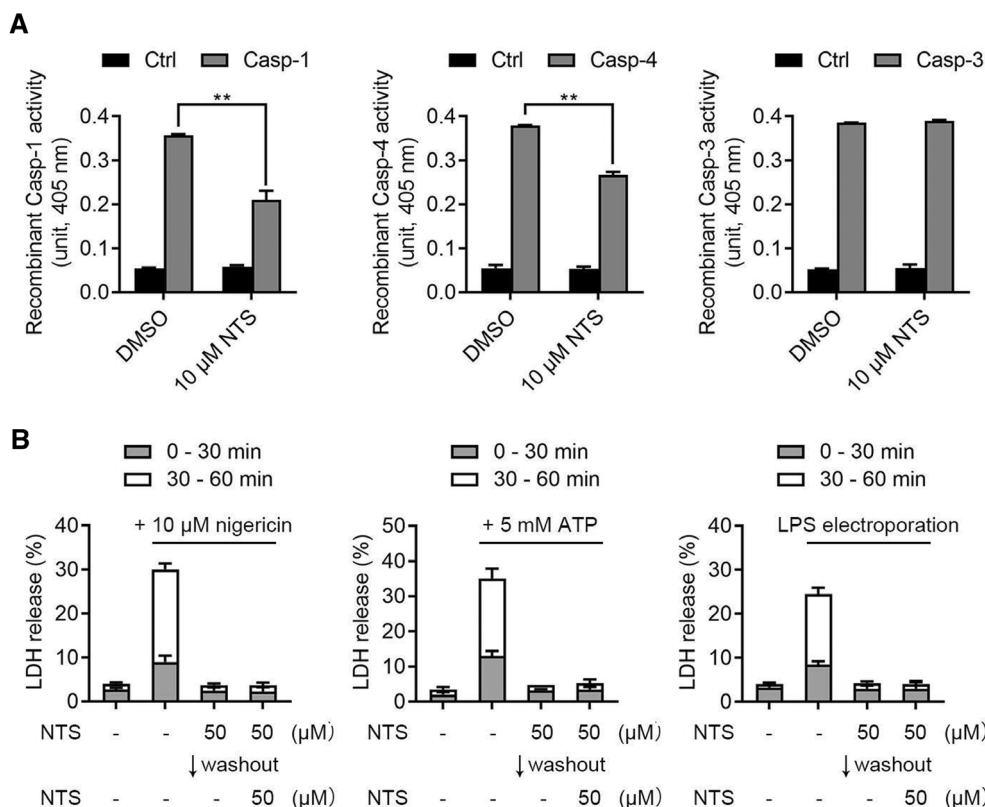 A
Ctrl Casp-1
Recombinant Casp-1 activity
(unit, 405 nm)
0.4
0.3
0.2
0.1
0.0
**
DMSO
10 µM NTS
Ctrl Casp-4
Recombinant Casp-4 activity
(unit, 405 nm)
0.4
0.3
0.2
0.1
0.0
**
DMSO
10 µM NTS
Ctrl Casp-3
Recombinant Casp-3 activity
(unit, 405 nm)
0.4
0.3
0.2
0.1
0.0
DMSO
10 µM NTS
B
0 - 30 min
30 - 60 min
+ 10 µM nigericin
LDH release (%)
40
30
20
10
0
NTS - - 50 50 (µM)
↓ washout
NTS - - - 50
0 - 30 min
30 - 60 min
+ 5 mM ATP
LDH release (%)
50
40
30
20
10
0
NTS - - 50 50 (µM)
↓ washout
NTS - - - 50
0 - 30 min
30 - 60 min
LPS electroporation
LDH release (%)
40
30
20
10
0
NTS - - 50 50 (µM)
↓ washout
NTS - - - 50 (µM)